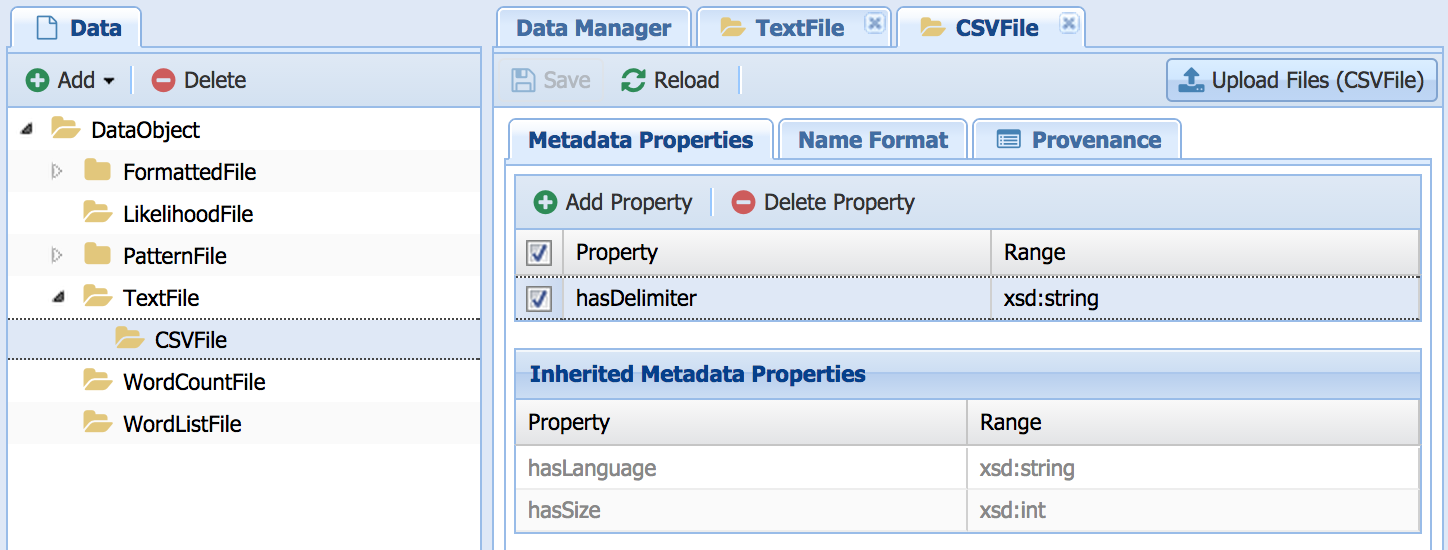 Data
Add Delete
DataObject
FormattedFile
LikelihoodFile
PatternFile
TextFile
CSVFile
WordCountFile
WordListFile
Data Manager TextFile CSVFile
Save Reload Upload Files (CSVFile)
Metadata Properties Name Format Provenance
Add Property Delete Property
Property Range
hasDelimiter xsd:string
Inherited Metadata Properties
Property Range
hasLanguage xsd:string
hasSize xsd:int